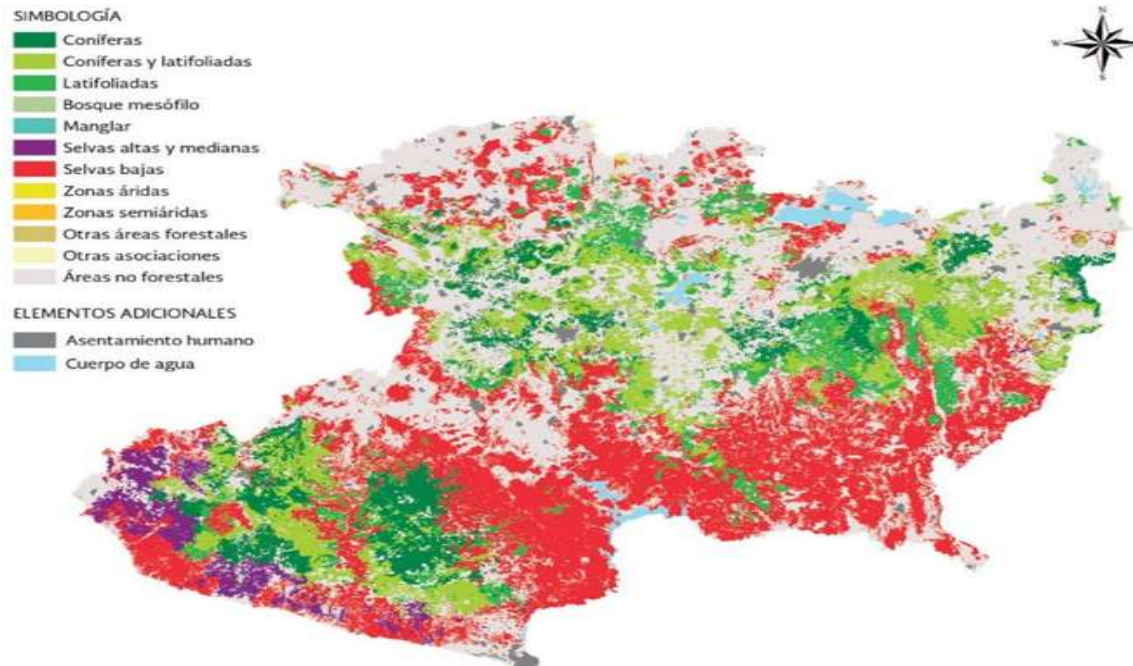 SIMBOLOGÍA
Coníferas
Coníferas y latifoliadas
Latifoliadas
Bosque mesófilo
Manglar
Selvas altas y medianas
Selvas bajas
Zonas áridas
Zonas semiáridas
Otras áreas forestales
Otras asociaciones
Áreas no forestales
ELEMENTOS ADICIONALES
Asentamiento humano
Cuerpo de agua
N
W
E
S